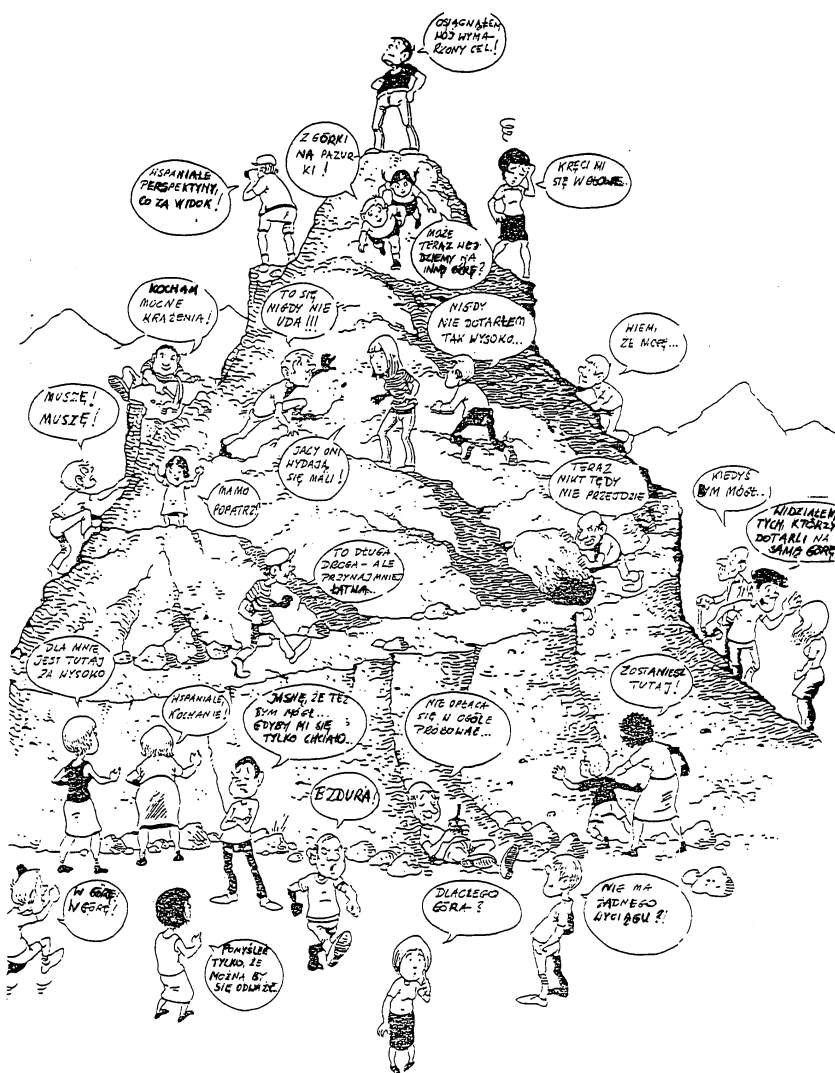 OSIĄGNĄŁEM
MÓJ WYMA-
RZONY CEL!
Z GÓRKI
NA PAZUR-
KI!
WSPANIAŁE
PERSPEKTYWY,
CO ZA WIDOK!
KRĘCI MI
SIĘ W GŁOWIE...
MOŻE
TERAZ WEJ
DZIEMY NA
INNĄ GÓRĘ?
KOCHAM
MOCNE
WRAŻENIA!
TO SIĘ
NIGDY NIE
UDA!!!
NIGDY
NIE DOTARŁEM
TAK WYSOKO...
WIEM,
ŻE MOGĘ...
MUSZĘ!
MUSZĘ!
JACY ONI
WYDAJĄ
SIĘ MALI!
MAMO
POPATRZ!
TERAZ
NIKT TĘDY
NIE PRZEJDZIE
KIEDYŚ
BYM MÓGŁ...
WIDZIAŁEM
TYCH, KTÓRZY
DOTARLI NA
SAMĄ GÓRĘ
TO DŁUGA
DROGA - ALE
PRZYNAJMNIEJ
ŁATWA...
DLA MNIE
JEST TUTAJ
ZA WYSOKO
WSPANIALE,
KOCHANIE!
JASNE, ŻE TEŻ
BYM MÓGŁ...
GDYBY MI SIĘ
TYLKO CHCIAŁO...
NIE OPŁACA
SIĘ W OGÓLE
PRÓBOWAĆ...
ZOSTANIESZ
TUTAJ!
BZDURA!
W GÓRĘ,
W GÓRĘ!
POMYŚLEĆ
TYLKO, ŻE
MOŻNA BY
SIĘ ODWAŻYĆ...
DLACZEGO
GÓRA?
NIE MA
ŻADNEGO
WYCIĄGU?!